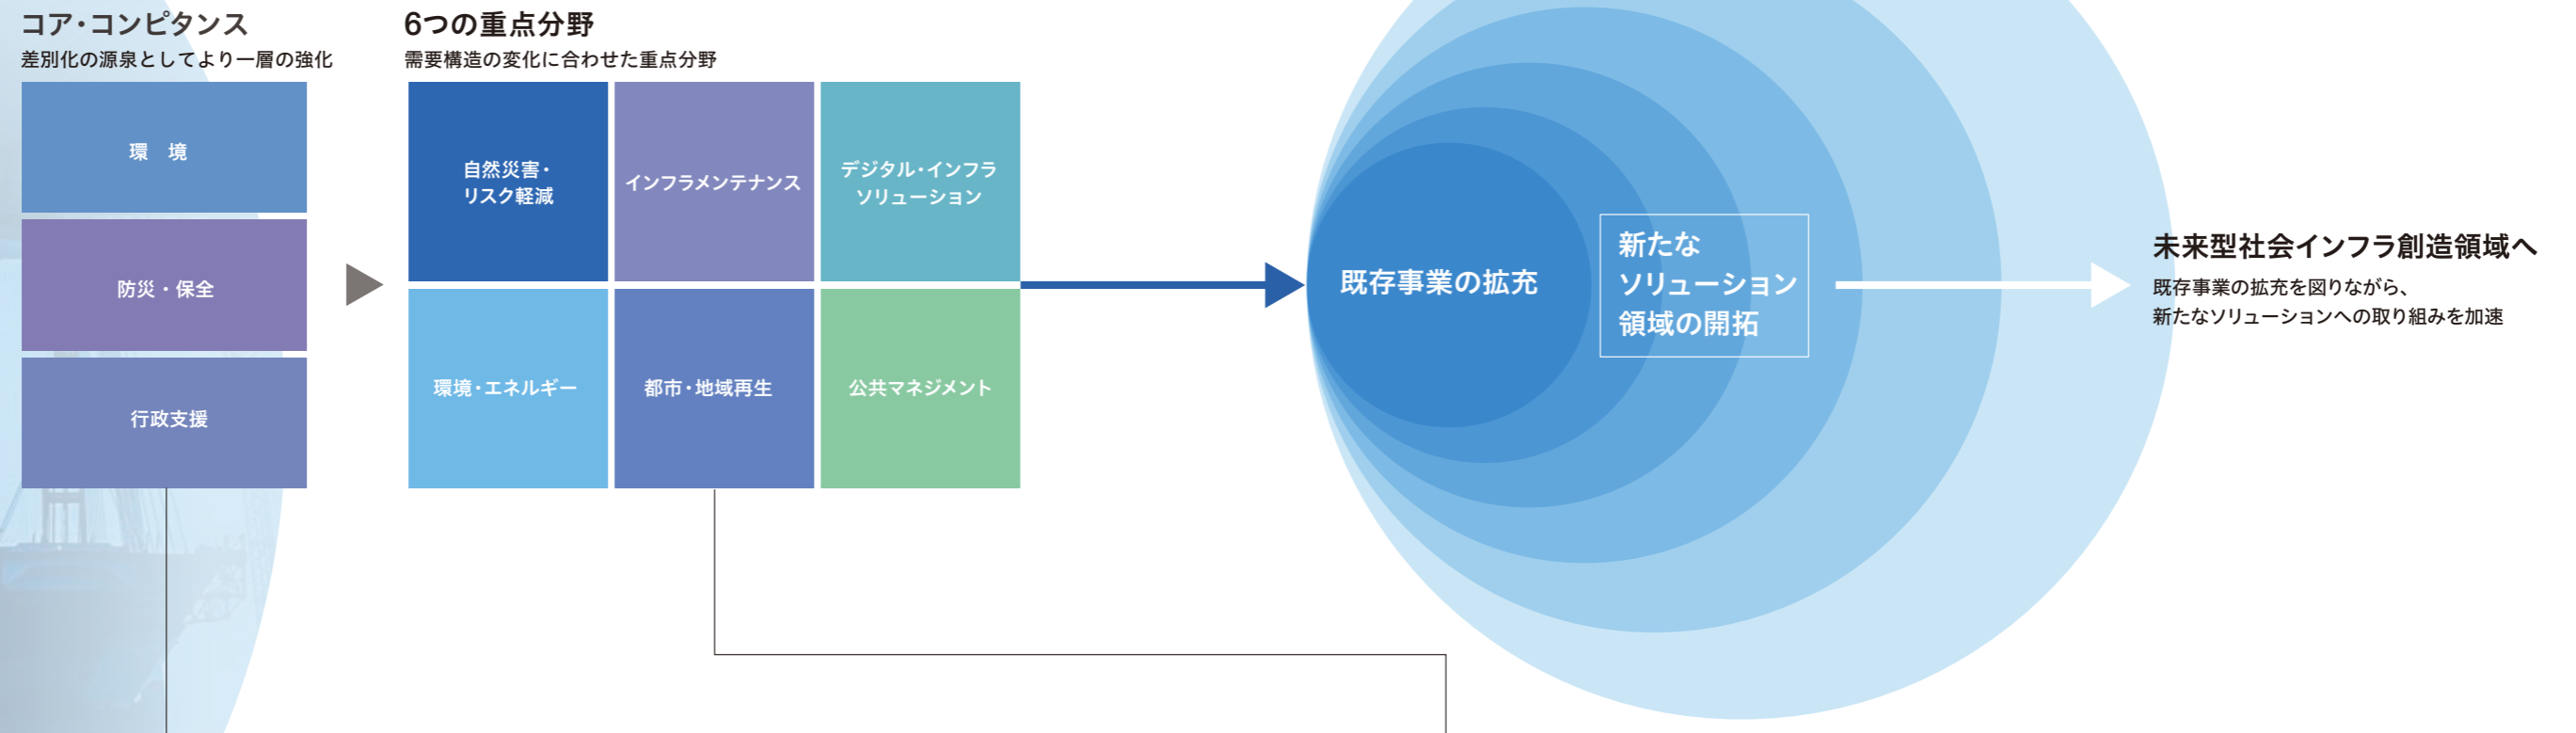 コア・コンピタンス
差別化の源泉としてより一層の強化
環　境
防災・保全
行政支援
6つの重点分野
需要構造の変化に合わせた重点分野
自然災害・
リスク軽減
インフラメンテナンス
デジタル・インフラ
ソリューション
環境・エネルギー
都市・地域再生
公共マネジメント
既存事業の拡充
新たな
ソリューション
領域の開拓
未来型社会インフラ創造領域へ
既存事業の拡充を図りながら、
新たなソリューションへの取り組みを加速